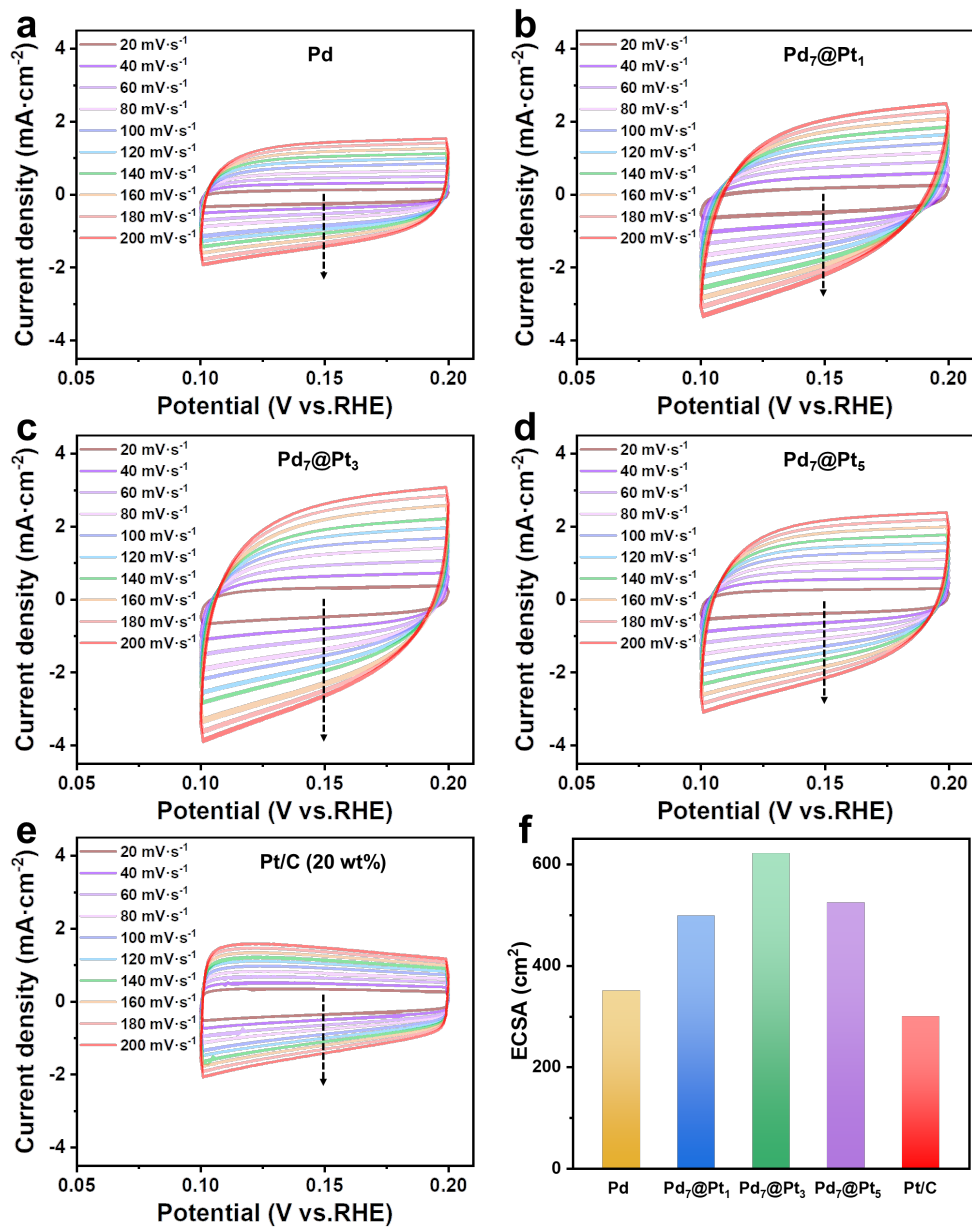 a
Pd
20 mV·s⁻¹
40 mV·s⁻¹
60 mV·s⁻¹
80 mV·s⁻¹
100 mV·s⁻¹
120 mV·s⁻¹
140 mV·s⁻¹
160 mV·s⁻¹
180 mV·s⁻¹
200 mV·s⁻¹
Current density (mA·cm⁻²)
4
2
0
-2
-4
0.05 0.10 0.15 0.20
Potential (V vs.RHE)
b
Pd₇@Pt₁
20 mV·s⁻¹
40 mV·s⁻¹
60 mV·s⁻¹
80 mV·s⁻¹
100 mV·s⁻¹
120 mV·s⁻¹
140 mV·s⁻¹
160 mV·s⁻¹
180 mV·s⁻¹
200 mV·s⁻¹
Current density (mA·cm⁻²)
4
2
0
-2
-4
0.05 0.10 0.15 0.20
Potential (V vs.RHE)
c
Pd₇@Pt₃
20 mV·s⁻¹
40 mV·s⁻¹
60 mV·s⁻¹
80 mV·s⁻¹
100 mV·s⁻¹
120 mV·s⁻¹
140 mV·s⁻¹
160 mV·s⁻¹
180 mV·s⁻¹
200 mV·s⁻¹
Current density (mA·cm⁻²)
4
2
0
-2
-4
0.05 0.10 0.15 0.20
Potential (V vs.RHE)
d
Pd₇@Pt₅
20 mV·s⁻¹
40 mV·s⁻¹
60 mV·s⁻¹
80 mV·s⁻¹
100 mV·s⁻¹
120 mV·s⁻¹
140 mV·s⁻¹
160 mV·s⁻¹
180 mV·s⁻¹
200 mV·s⁻¹
Current density (mA·cm⁻²)
4
2
0
-2
-4
0.05 0.10 0.15 0.20
Potential (V vs.RHE)
e
Pt/C (20 wt%)
20 mV·s⁻¹
40 mV·s⁻¹
60 mV·s⁻¹
80 mV·s⁻¹
100 mV·s⁻¹
120 mV·s⁻¹
140 mV·s⁻¹
160 mV·s⁻¹
180 mV·s⁻¹
200 mV·s⁻¹
Current density (mA·cm⁻²)
4
2
0
-2
-4
0.05 0.10 0.15 0.20
Potential (V vs.RHE)
f
ECSA (cm²)
600
400
200
0
Pd Pd₇@Pt₁ Pd₇@Pt₃ Pd₇@Pt₅ Pt/C